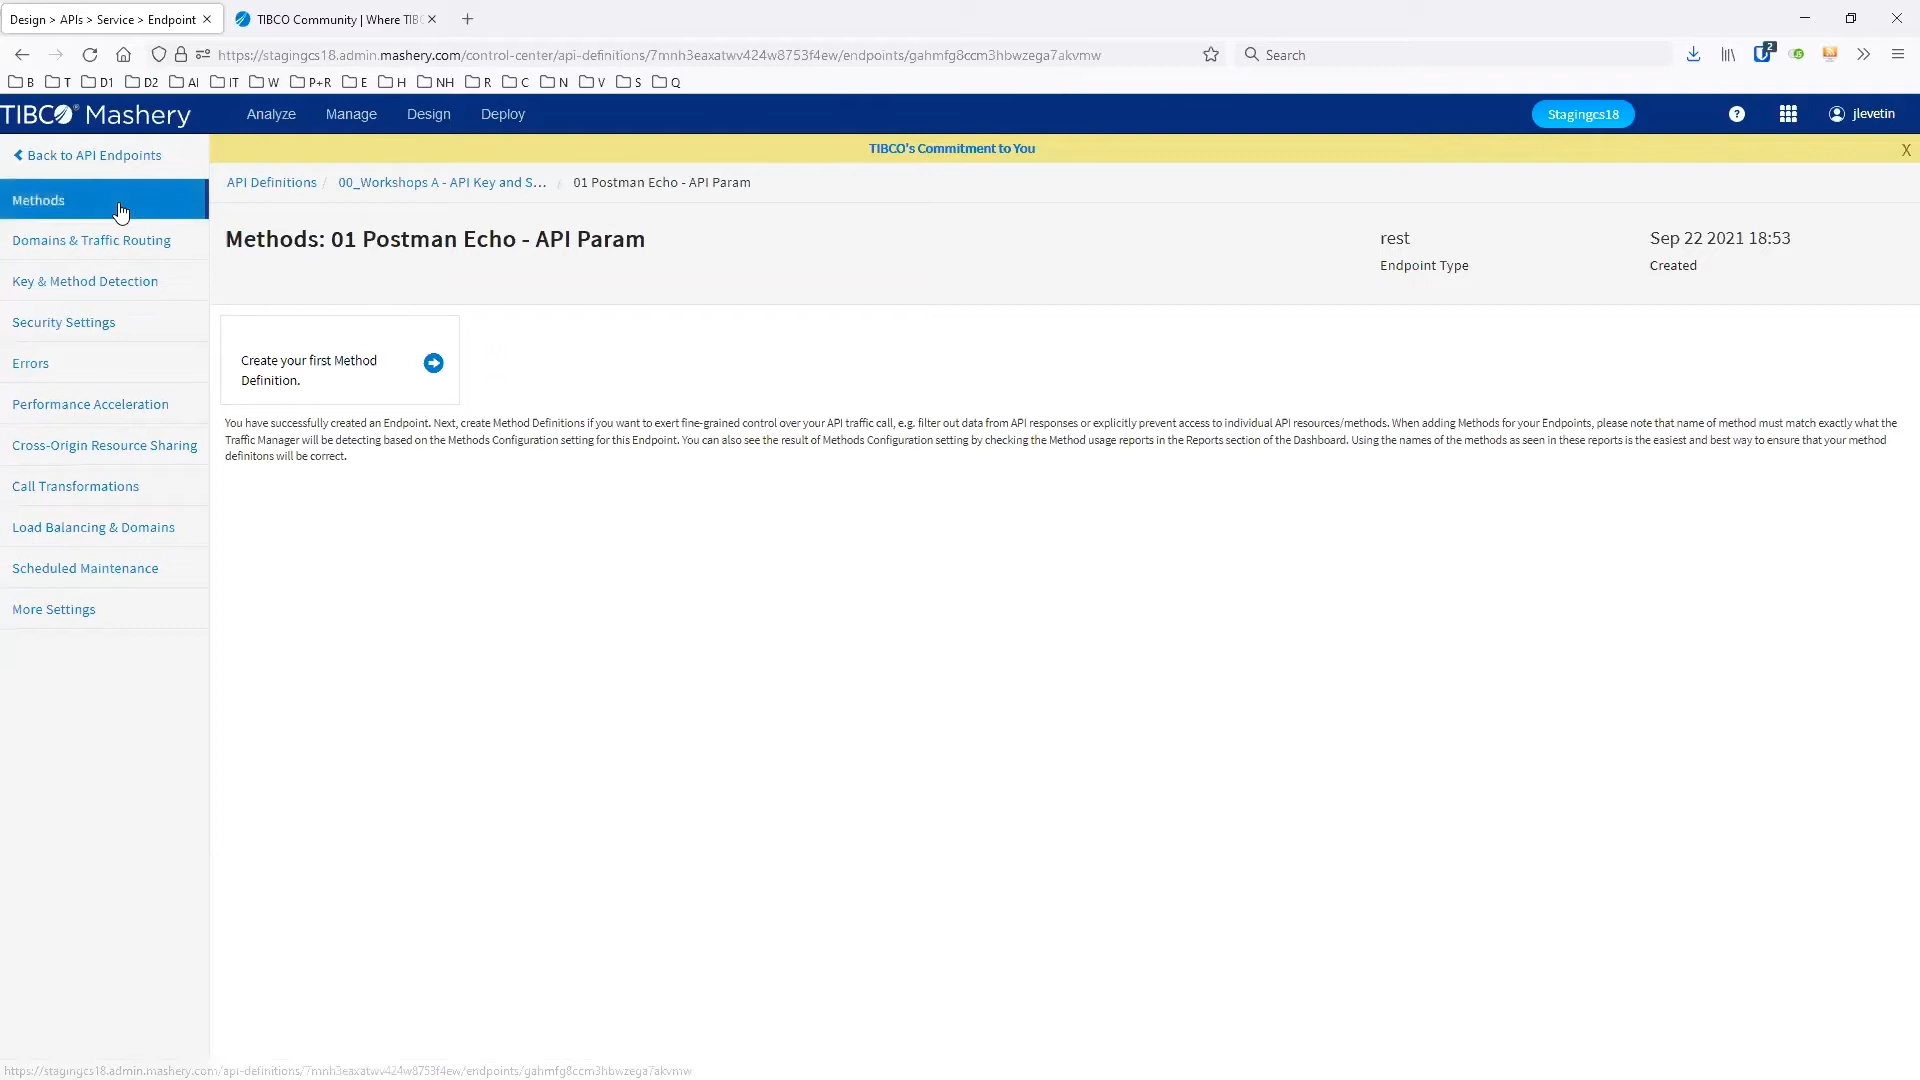 Design > APIs > Service > Endpoint
TIBCO Community | Where TIBC
https://stagingcs18.admin.mashery.com/control-center/api-definitions/7mnh3eaxatwv424w8753f4ew/endpoints/gahmfg8ccm3hbwzega7akvmw
Search
2
B T D1 D2 AI IT W P+R E H NH R C N V S Q
TIBCO® Mashery
Analyze Manage Design Deploy
Stagingcs18
?
jlevetin
Back to API Endpoints
TIBCO's Commitment to You
X
API Definitions / 00_Workshops A - API Key and S... / 01 Postman Echo - API Param
Methods
Domains & Traffic Routing
Key & Method Detection
Security Settings
Errors
Performance Acceleration
Cross-Origin Resource Sharing
Call Transformations
Load Balancing & Domains
Scheduled Maintenance
More Settings
Methods: 01 Postman Echo - API Param
rest
Endpoint Type
Sep 22 2021 18:53
Created
Create your first Method
Definition.
You have successfully created an Endpoint. Next, create Method Definitions if you want to exert fine-grained control over your API traffic call, e.g. filter out data from API responses or explicitly prevent access to individual API resources/methods. When adding Methods for your Endpoints, please note that name of method must match exactly what the
Traffic Manager will be detecting based on the Methods Configuration setting for this Endpoint. You can also see the result of Methods Configuration setting by checking the Method usage reports in the Reports section of the Dashboard. Using the names of the methods as seen in these reports is the easiest and best way to ensure that your method
definitons will be correct.
https://stagingcs18.admin.mashery.com/api-definitions/7mnh3eaxatwv424w8753f4ew/endpoints/gahmfg8ccm3hbwzega7akvmw